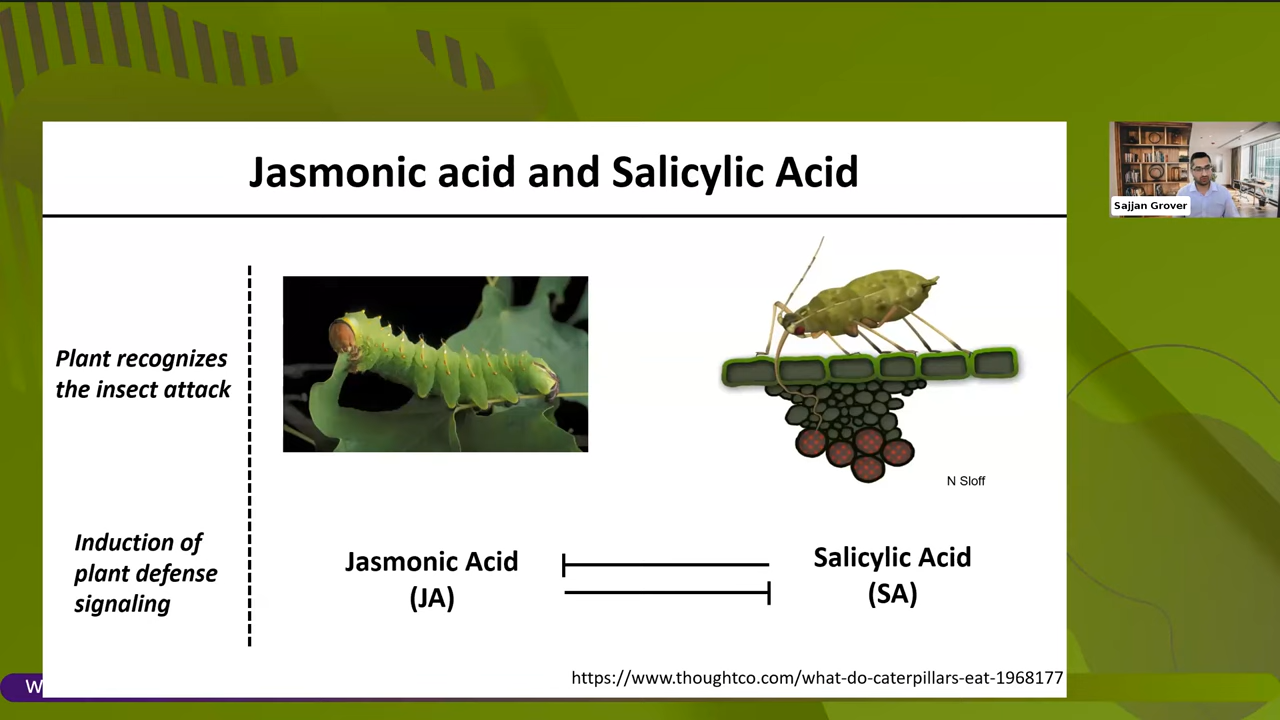 Jasmonic acid and Salicylic Acid
Sajjan Grover
Plant recognizes
the insect attack
N Sloff
Induction of
plant defense
signaling
Jasmonic Acid
(JA)
Salicylic Acid
(SA)
https://www.thoughtco.com/what-do-caterpillars-eat-1968177
W